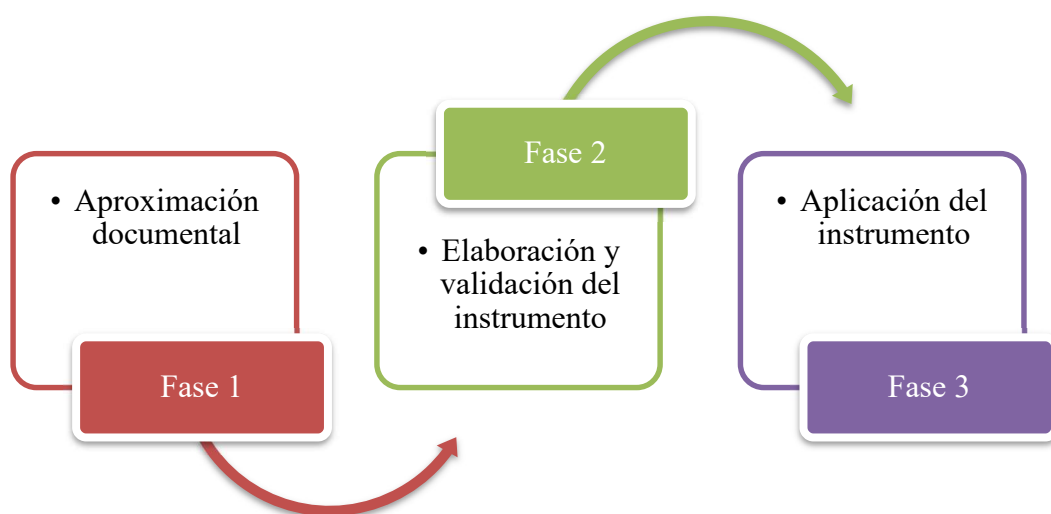 • Aproximación
documental
Fase 1
Fase 2
• Elaboración y
validación del
instrumento
• Aplicación del
instrumento
Fase 3